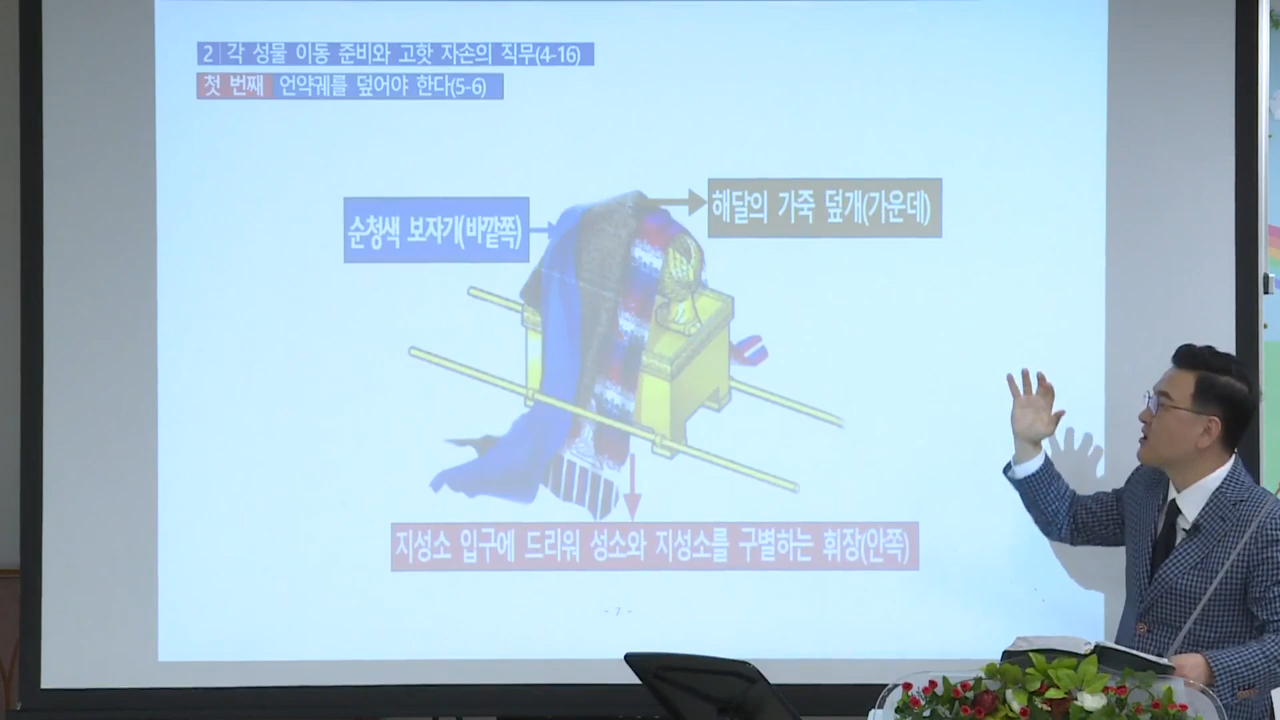 2 각 성물 이동 준비와 고핫 자손의 직무(4-16)
첫 번째 언약궤를 덮어야 한다(5-6)
해달의 가죽 덮개(가운데)
순청색 보자기(바깥쪽)
지성소 입구에 드리워 성소와 지성소를 구별하는 휘장(안쪽)
- 7 -